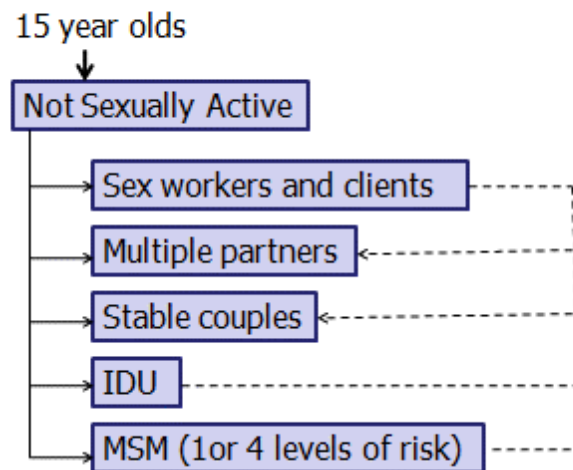 15 year olds
Not Sexually Active
Sex workers and clients
Multiple partners
Stable couples
IDU
MSM (1or 4 levels of risk)